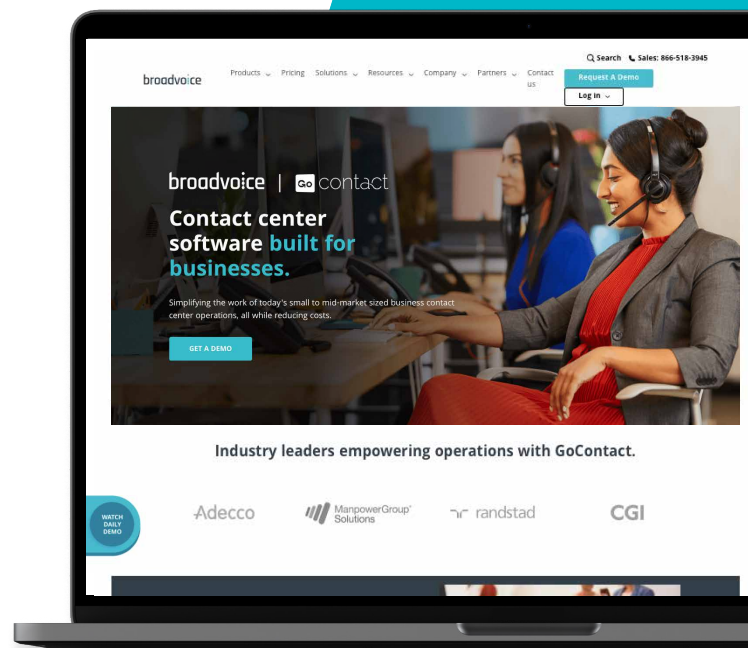 Search Sales: 866-518-3945
broadvoice
Products Pricing Solutions Resources Company Partners Contact us
Request A Demo
Log in
broadvoice | Go contact
Contact center
software built for
businesses.
Simplifying the work of today's small to mid-market sized business contact
center operations, all while reducing costs.
GET A DEMO
Industry leaders empowering operations with GoContact.
WATCH
DAILY
DEMO
Adecco
ManpowerGroup
Solutions
randstad
CGI